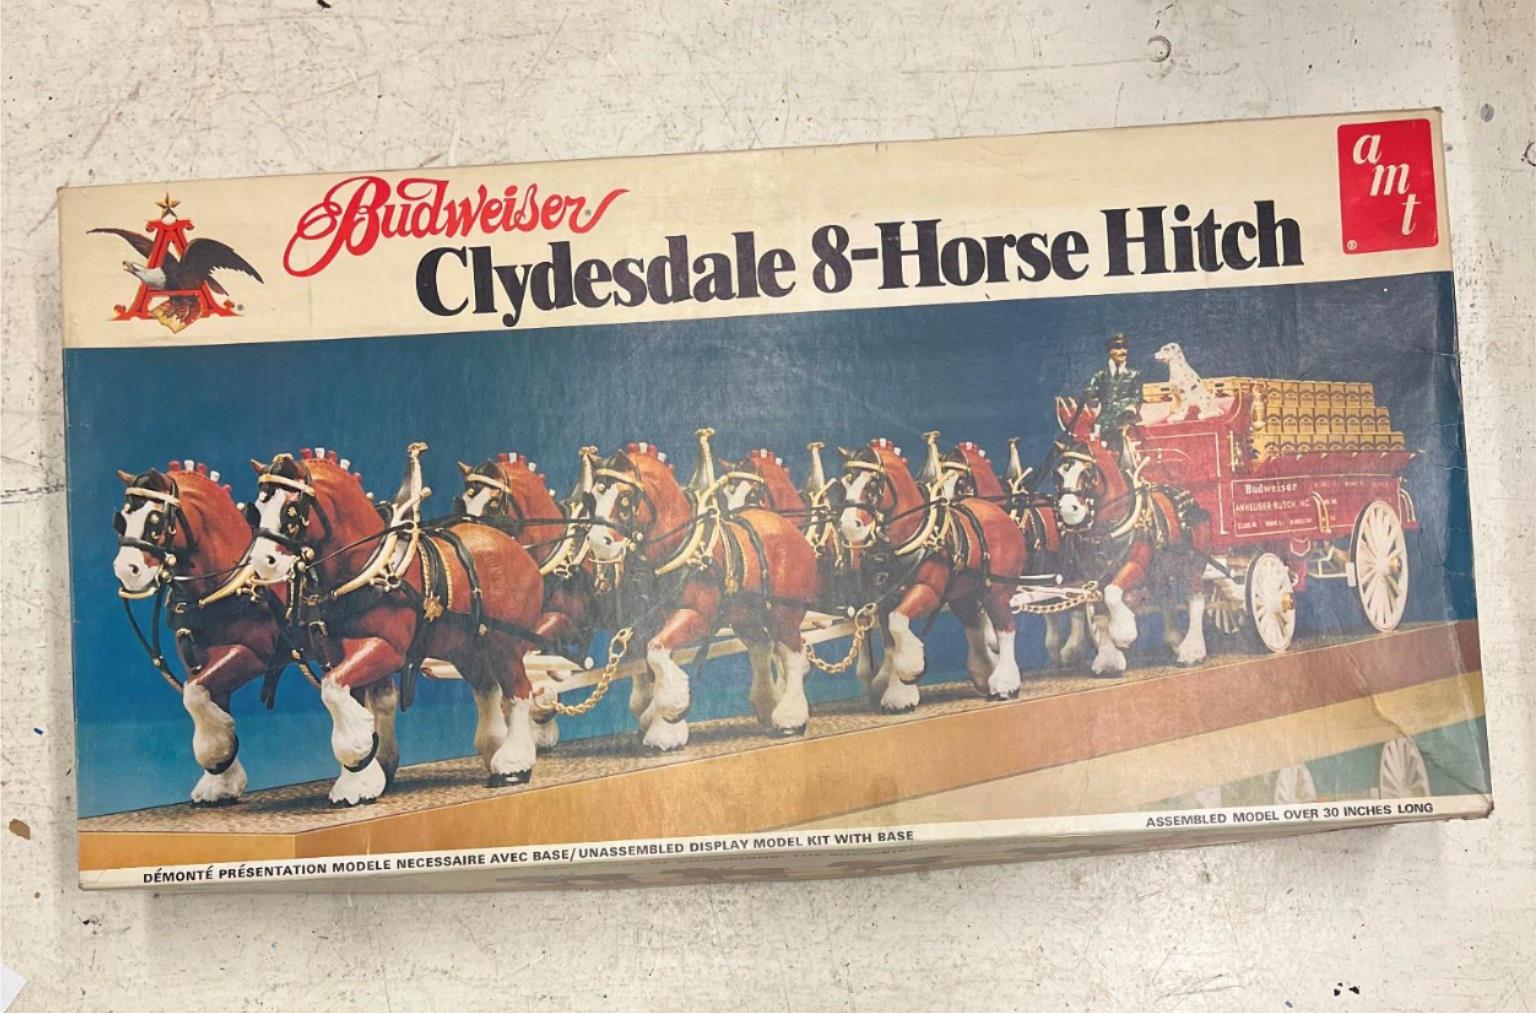 Budweiser®
Clydesdale 8-Horse Hitch
amt
®
Budweiser
ANHEUSER-BUSCH, INC.
ASSEMBLED MODEL OVER 30 INCHES LONG
DÉMONTÉ PRÉSENTATION MODELE NECESSAIRE AVEC BASE/UNASSEMBLED DISPLAY MODEL KIT WITH BASE